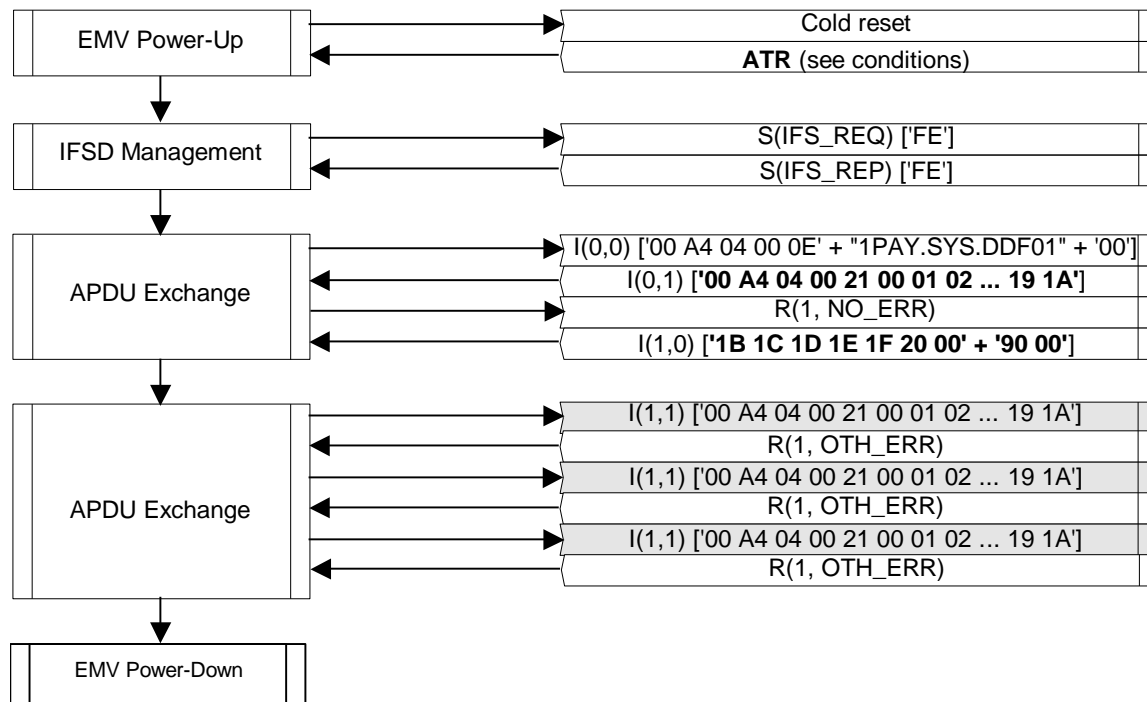 EMV Power-Up
Cold reset
ATR (see conditions)
IFSD Management
S(IFS_REQ) ['FE']
S(IFS_REP) ['FE']
APDU Exchange
I(0,0) ['00 A4 04 00 0E' + "1PAY.SYS.DDF01" + '00']
I(0,1) ['00 A4 04 00 21 00 01 02 ... 19 1A']
R(1, NO_ERR)
I(1,0) ['1B 1C 1D 1E 1F 20 00' + '90 00']
APDU Exchange
I(1,1) ['00 A4 04 00 21 00 01 02 ... 19 1A']
R(1, OTH_ERR)
I(1,1) ['00 A4 04 00 21 00 01 02 ... 19 1A']
R(1, OTH_ERR)
I(1,1) ['00 A4 04 00 21 00 01 02 ... 19 1A']
R(1, OTH_ERR)
EMV Power-Down